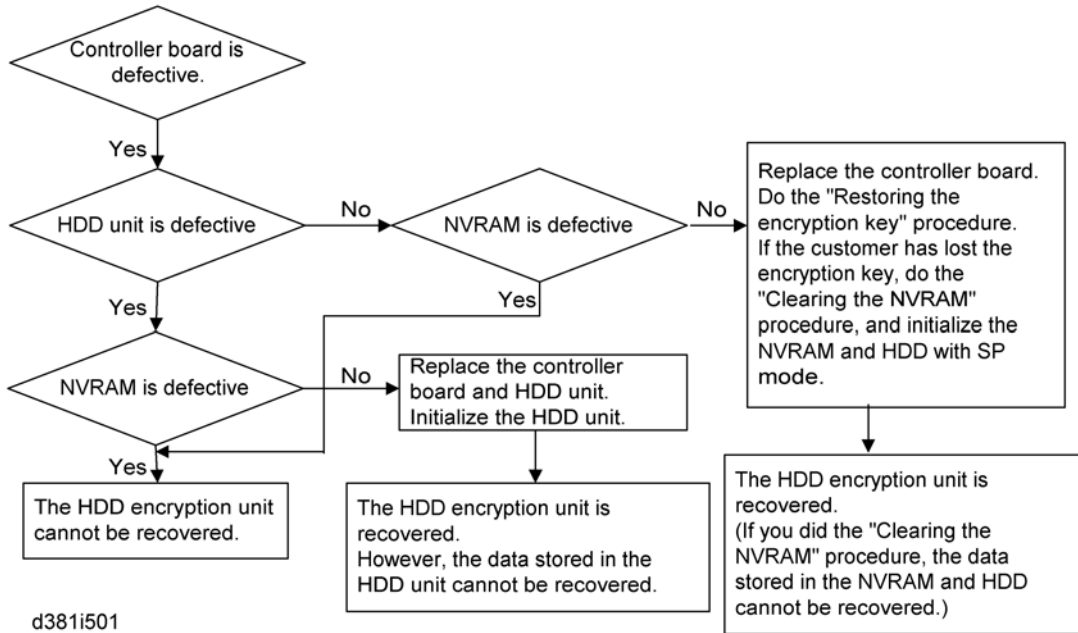 Controller board is
defective.
Yes
HDD unit is defective
No
NVRAM is defective
No
Replace the controller board.
Do the "Restoring the
encryption key" procedure.
If the customer has lost the
encryption key, do the
"Clearing the NVRAM"
procedure, and initialize the
NVRAM and HDD with SP
mode.
Yes
Yes
NVRAM is defective
No
Replace the controller
board and HDD unit.
Initialize the HDD unit.
Yes
The HDD encryption unit
cannot be recovered.
The HDD encryption unit is
recovered.
However, the data stored in the
HDD unit cannot be recovered.
The HDD encryption unit is
recovered.
(If you did the "Clearing the
NVRAM" procedure, the data
stored in the NVRAM and HDD
cannot be recovered.)
d381i501